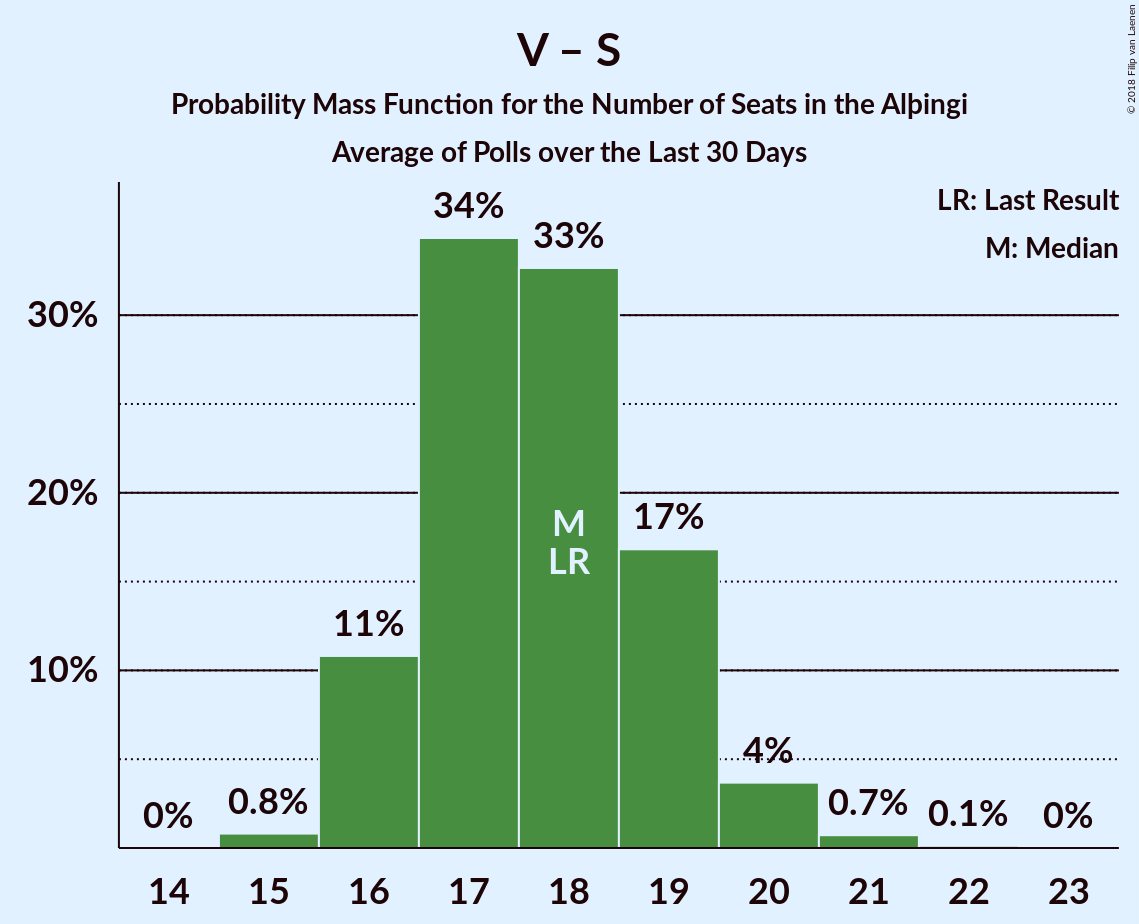 V – S
Probability Mass Function for the Number of Seats in the Alþingi
Average of Polls over the Last 30 Days
© 2018 Filip van Laenen
LR: Last Result
M: Median
34%
33%
30%
20%
M
17%
LR
11%
10%
4%
0%
0.8%
0.7%
0.1%
0%
14 15 16 17 18 19 20 21 22 23